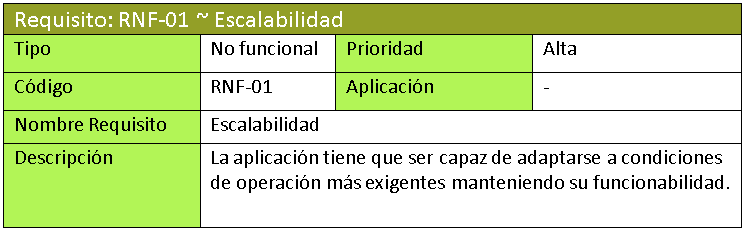 Requisito: RNF-01 ~ Escalabilidad
Tipo No funcional Prioridad Alta
Código RNF-01 Aplicación -
Nombre Requisito Escalabilidad
Descripción La aplicación tiene que ser capaz de adaptarse a condiciones
de operación más exigentes manteniendo su funcionabilidad.